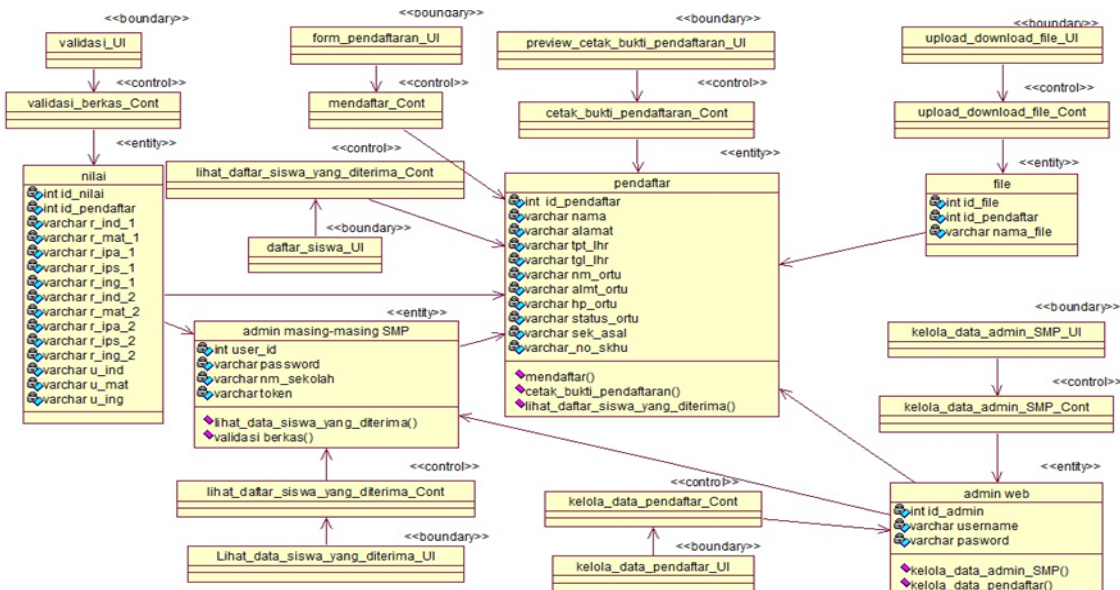 <<boundary>>
validasi_UI
<<control>>
validasi_berkas_Cont
<<entity>>
nilai
int id_nilai
int id_pendaftar
varchar r_ind_1
varchar r_mat_1
varchar r_ipa_1
varchar r_ips_1
varchar r_ing_1
varchar r_ind_2
varchar r_mat_2
varchar r_ipa_2
varchar r_ips_2
varchar r_ing_2
varchar u_ind
varchar u_mat
varchar u_ing
<<boundary>>
form_pendaftaran_UI
<<control>>
mendaftar_Cont
<<control>>
lihat_daftar_siswa_yang_diterima_Cont
<<boundary>>
daftar_siswa_UI
<<entity>>
admin masing-masing SMP
int user_id
varchar password
varchar nm_sekolah
varchar token
lihat_data_siswa_yang_diterima()
validasi berkas()
<<control>>
lihat_daftar_siswa_yang_diterima_Cont
<<boundary>>
Lihat_data_siswa_yang_diterima_UI
<<boundary>>
preview_cetak_bukti_pendaftaran_UI
<<control>>
cetak_bukti_pendaftaran_Cont
<<entity>>
pendaftar
int id_pendaftar
varchar nama
varchar alamat
varchar tpt_lhr
varchar tgl_lhr
varchar nm_ortu
varchar almt_ortu
varchar hp_ortu
varchar status_ortu
varchar sek_asal
varchar_no_skhu
mendaftar()
cetak_bukti_pendaftaran()
lihat_daftar_siswa_yang_diterima()
<<control>>
kelola_data_pendaftar_Cont
<<boundary>>
kelola_data_pendaftar_UI
<<boundary>>
upload_download_file_UI
<<control>>
upload_download_file_Cont
<<entity>>
file
int id_file
int id_pendaftar
varchar nama_file
<<boundary>>
kelola_data_admin_SMP_UI
<<control>>
kelola_data_admin_SMP_Cont
<<entity>>
admin web
int id_admin
varchar username
varchar pasword
kelola_data_admin_SMP()
kelola_data_pendaftar()